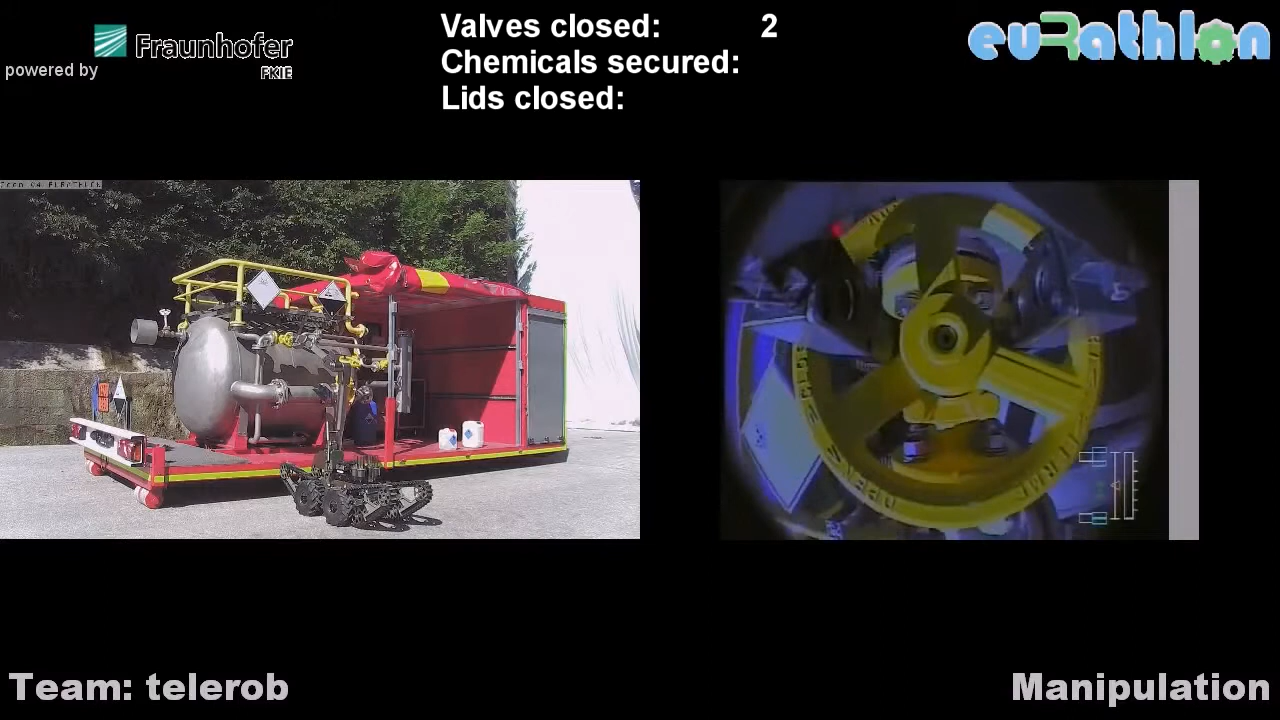 powered by
Fraunhofer
FKIE
Valves closed: 2
Chemicals secured:
Lids closed:
euRathlon
Team: telerob
Manipulation